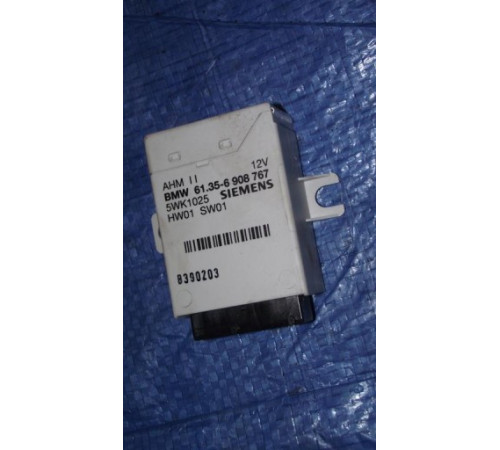 AHM II 12V
BMW 61.35-6 908 767
5WK1025 SIEMENS
HW01 SW01
8390203